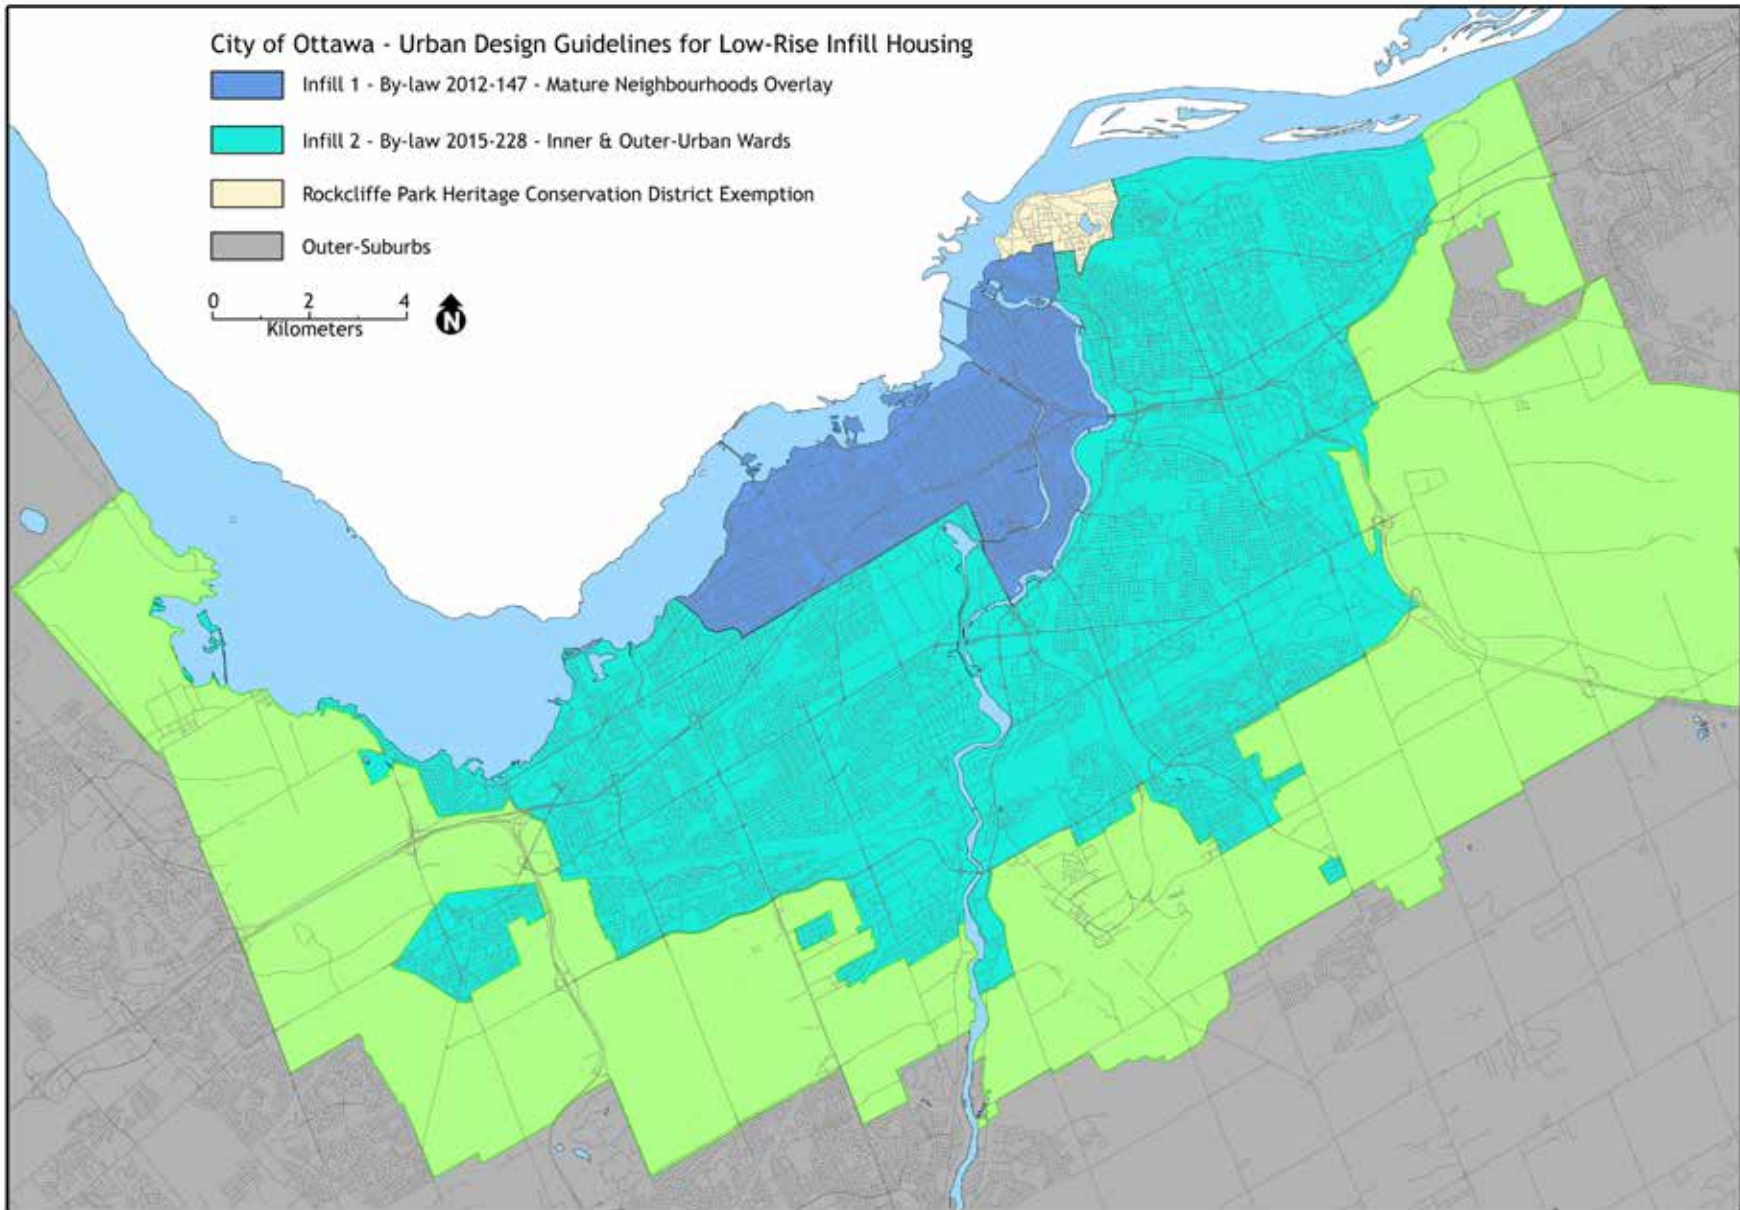 City of Ottawa - Urban Design Guidelines for Low-Rise Infill Housing
Infill 1 - By-law 2012-147 - Mature Neighbourhoods Overlay
Infill 2 - By-law 2015-228 - Inner & Outer-Urban Wards
Rockcliffe Park Heritage Conservation District Exemption
Outer-Suburbs
0 2 4
Kilometers
N